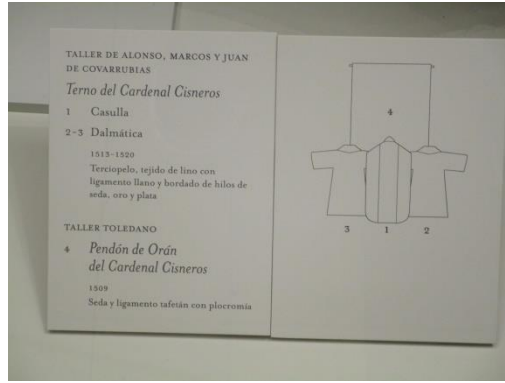 TALLER DE ALONSO, MARCOS Y JUAN
DE COVARRUBIAS
Terno del Cardenal Cisneros
1 Casulla
2-3 Dalmática
1513-1520
Terciopelo, tejido de lino con
ligamento llano y bordado de hilos de
seda, oro y plata
TALLER TOLEDANO
4 Pendón de Orán
del Cardenal Cisneros
1509
Seda y ligamento tafetán con plocromía
4
3 1 2